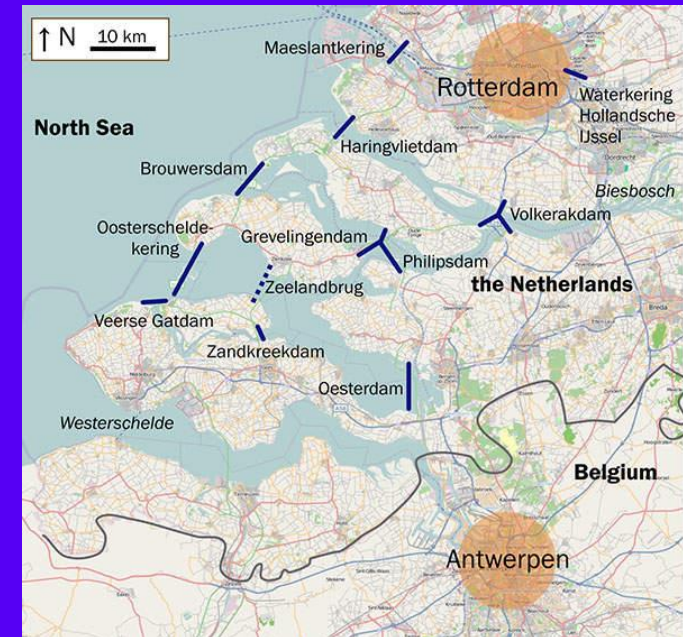 N
10 km
Maeslantkering
Rotterdam
Waterkering
Hollandsche
IJssel
North Sea
Haringvlietdam
Brouwersdam
Biesbosch
Oosterschelde-
kering
Grevelingendam
Volkerakdam
Philipsdam
the Netherlands
Zeelandbrug
Veerse Gatdam
Zandkreekdam
Oesterdam
Westerschelde
Belgium
Antwerpen